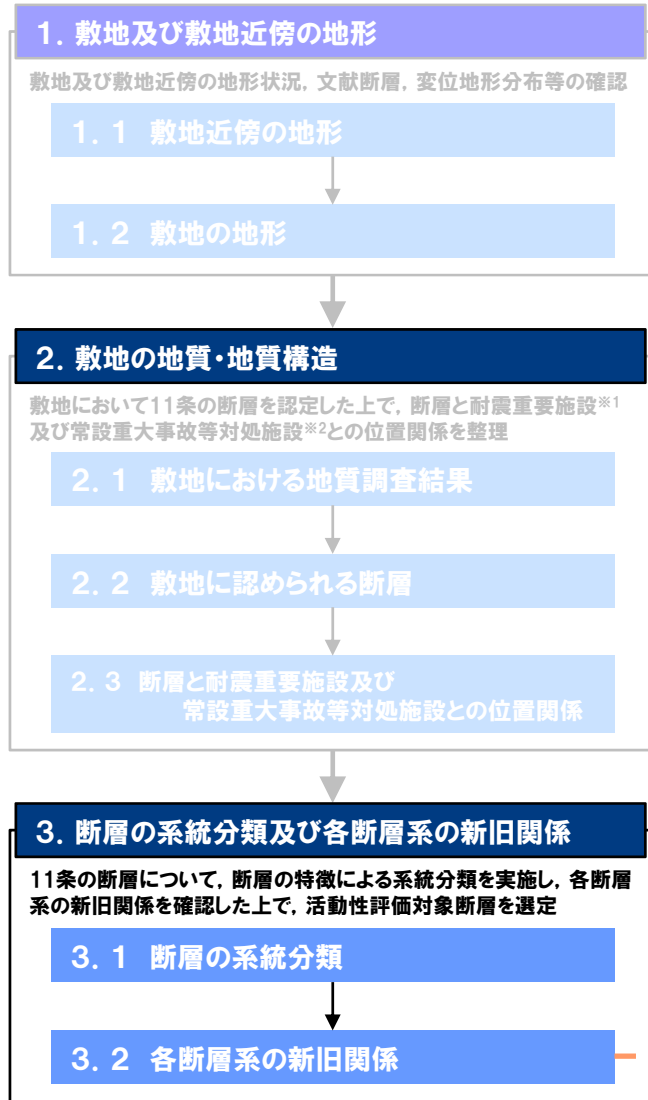 1. 敷地及び敷地近傍の地形
敷地及び敷地近傍の地形状況, 文献断層, 変位地形分布等の確認
1. 1 敷地近傍の地形
1. 2 敷地の地形
2. 敷地の地質・地質構造
敷地において11条の断層を認定した上で, 断層と耐震重要施設※1
及び常設重大事故等対処施設※2との位置関係を整理
2. 1 敷地における地質調査結果
2. 2 敷地に認められる断層
2. 3 断層と耐震重要施設及び
常設重大事故等対処施設との位置関係
3. 断層の系統分類及び各断層系の新旧関係
11条の断層について, 断層の特徴による系統分類を実施し, 各断層
系の新旧関係を確認した上で, 活動性評価対象断層を選定
3. 1 断層の系統分類
3. 2 各断層系の新旧関係